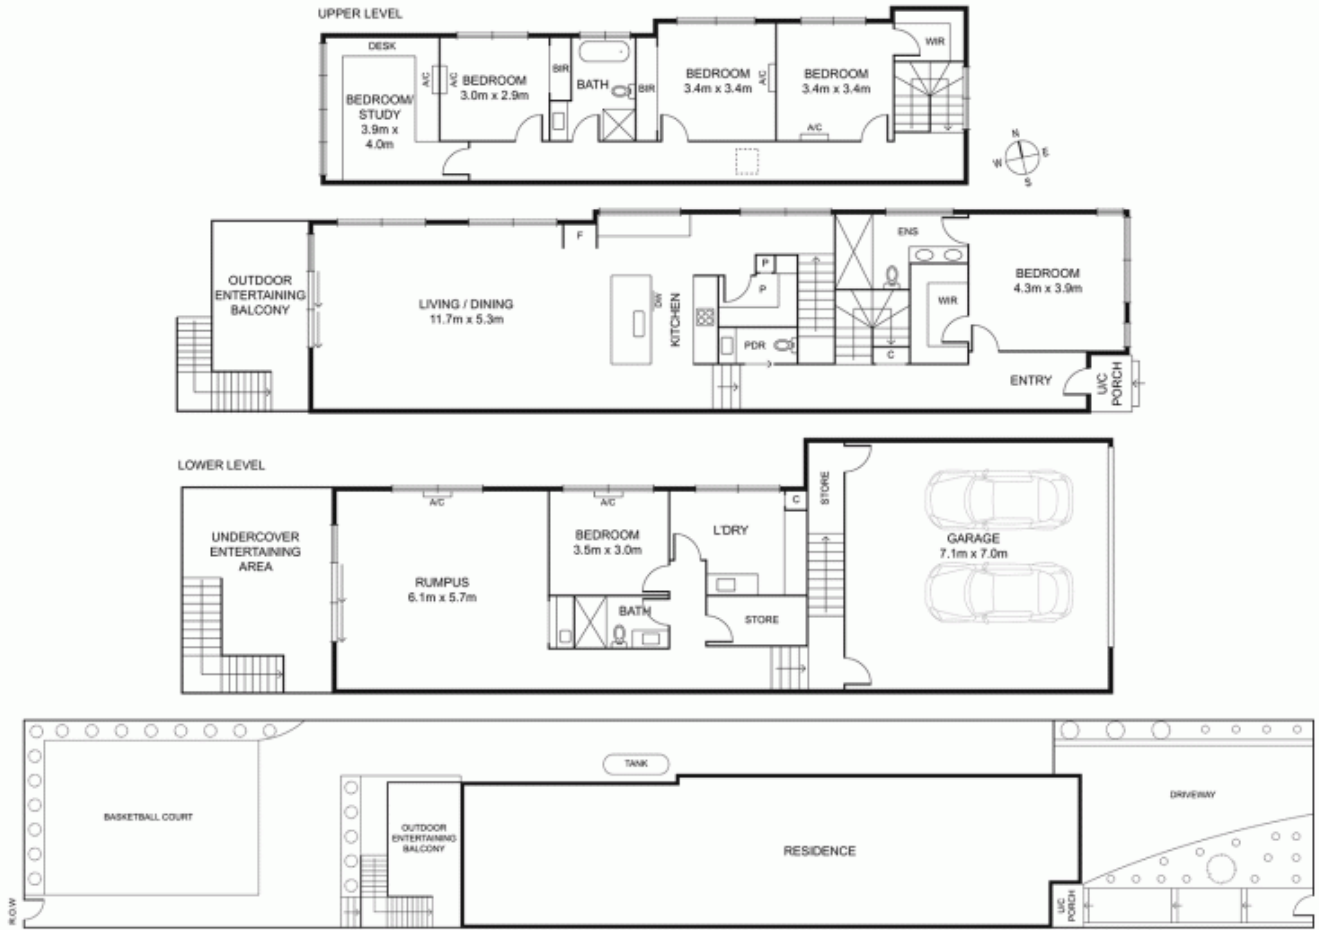 UPPER LEVEL
DESK
BEDROOM/
STUDY
3.9m x
4.0m
A/C
A/C
BEDROOM
3.0m x 2.9m
BIR
BATH
BIR
BEDROOM
3.4m x 3.4m
A/C
BEDROOM
3.4m x 3.4m
A/C
WIR
N
W
E
S
OUTDOOR
ENTERTAINING
BALCONY
LIVING / DINING
11.7m x 5.3m
F
DW
KITCHEN
P
P
PDR
ENS
WIR
C
BEDROOM
4.3m x 3.9m
ENTRY
U/C
PORCH
LOWER LEVEL
UNDERCOVER
ENTERTAINING
AREA
A/C
RUMPUS
6.1m x 5.7m
A/C
BEDROOM
3.5m x 3.0m
BATH
L'DRY
C
STORE
STORE
GARAGE
7.1m x 7.0m
BASKETBALL COURT
R.O.W
OUTDOOR
ENTERTAINING
BALCONY
TANK
RESIDENCE
DRIVEWAY
U/C
PORCH